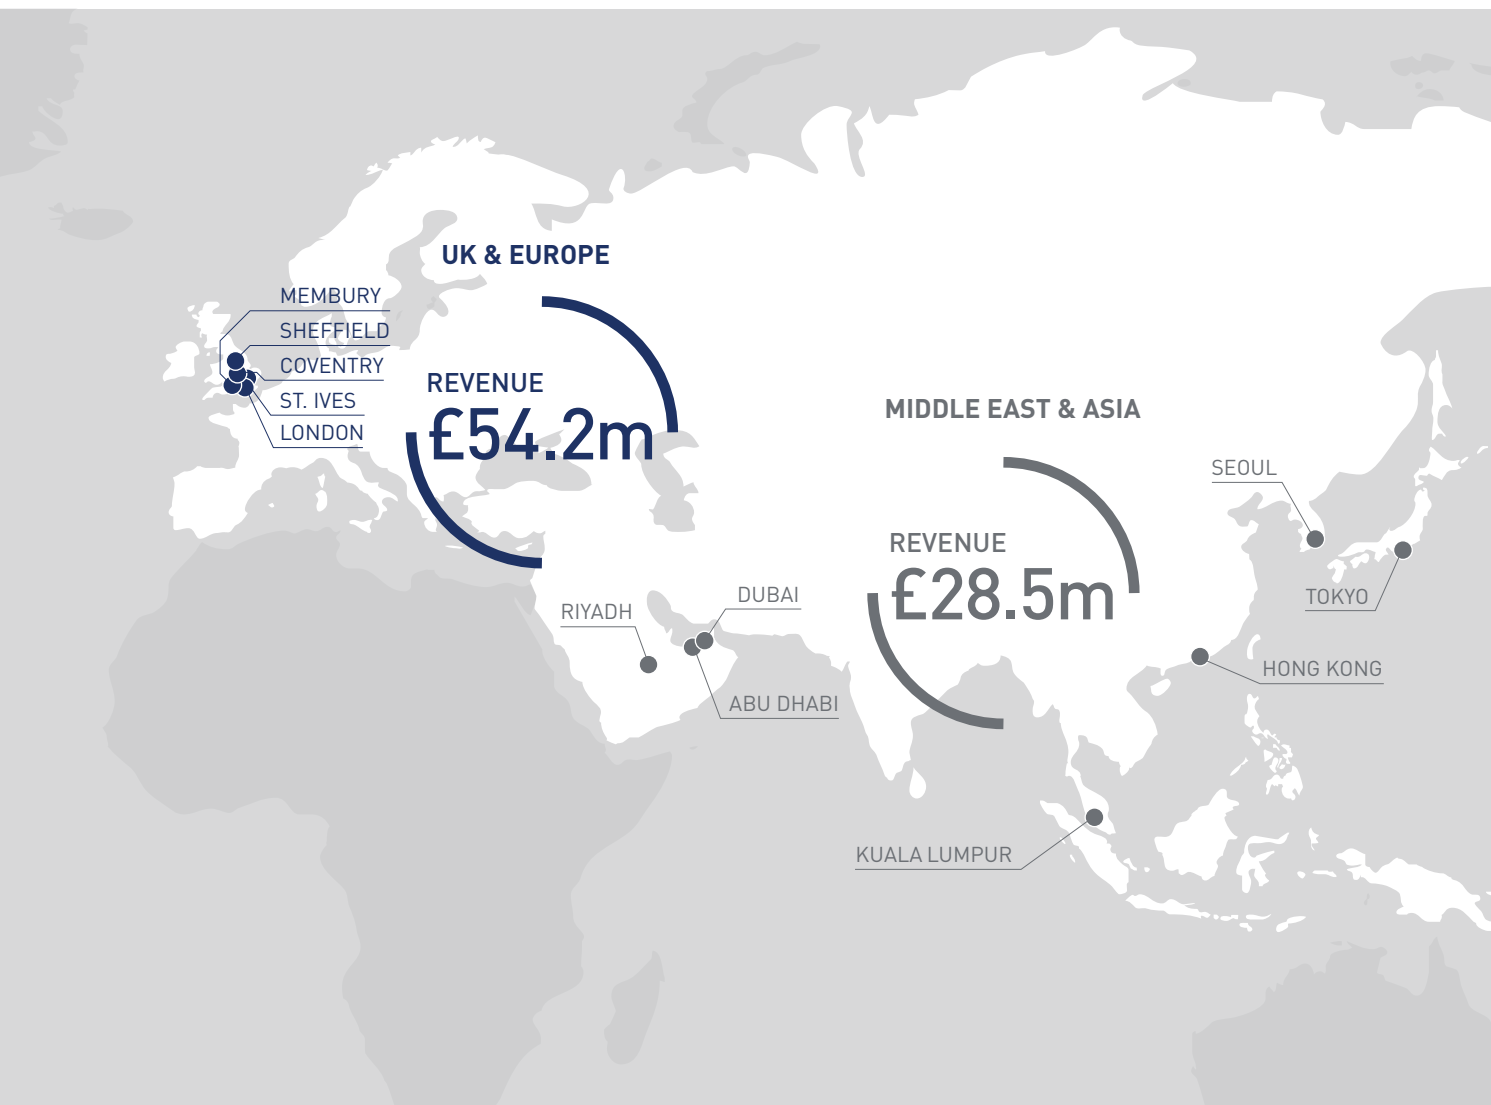 UK & EUROPE
MEMBURY
SHEFFIELD
COVENTRY
ST. IVES
LONDON
REVENUE
£54.2m
MIDDLE EAST & ASIA
REVENUE
£28.5m
SEOUL
TOKYO
HONG KONG
RIYADH
DUBAI
ABU DHABI
KUALA LUMPUR